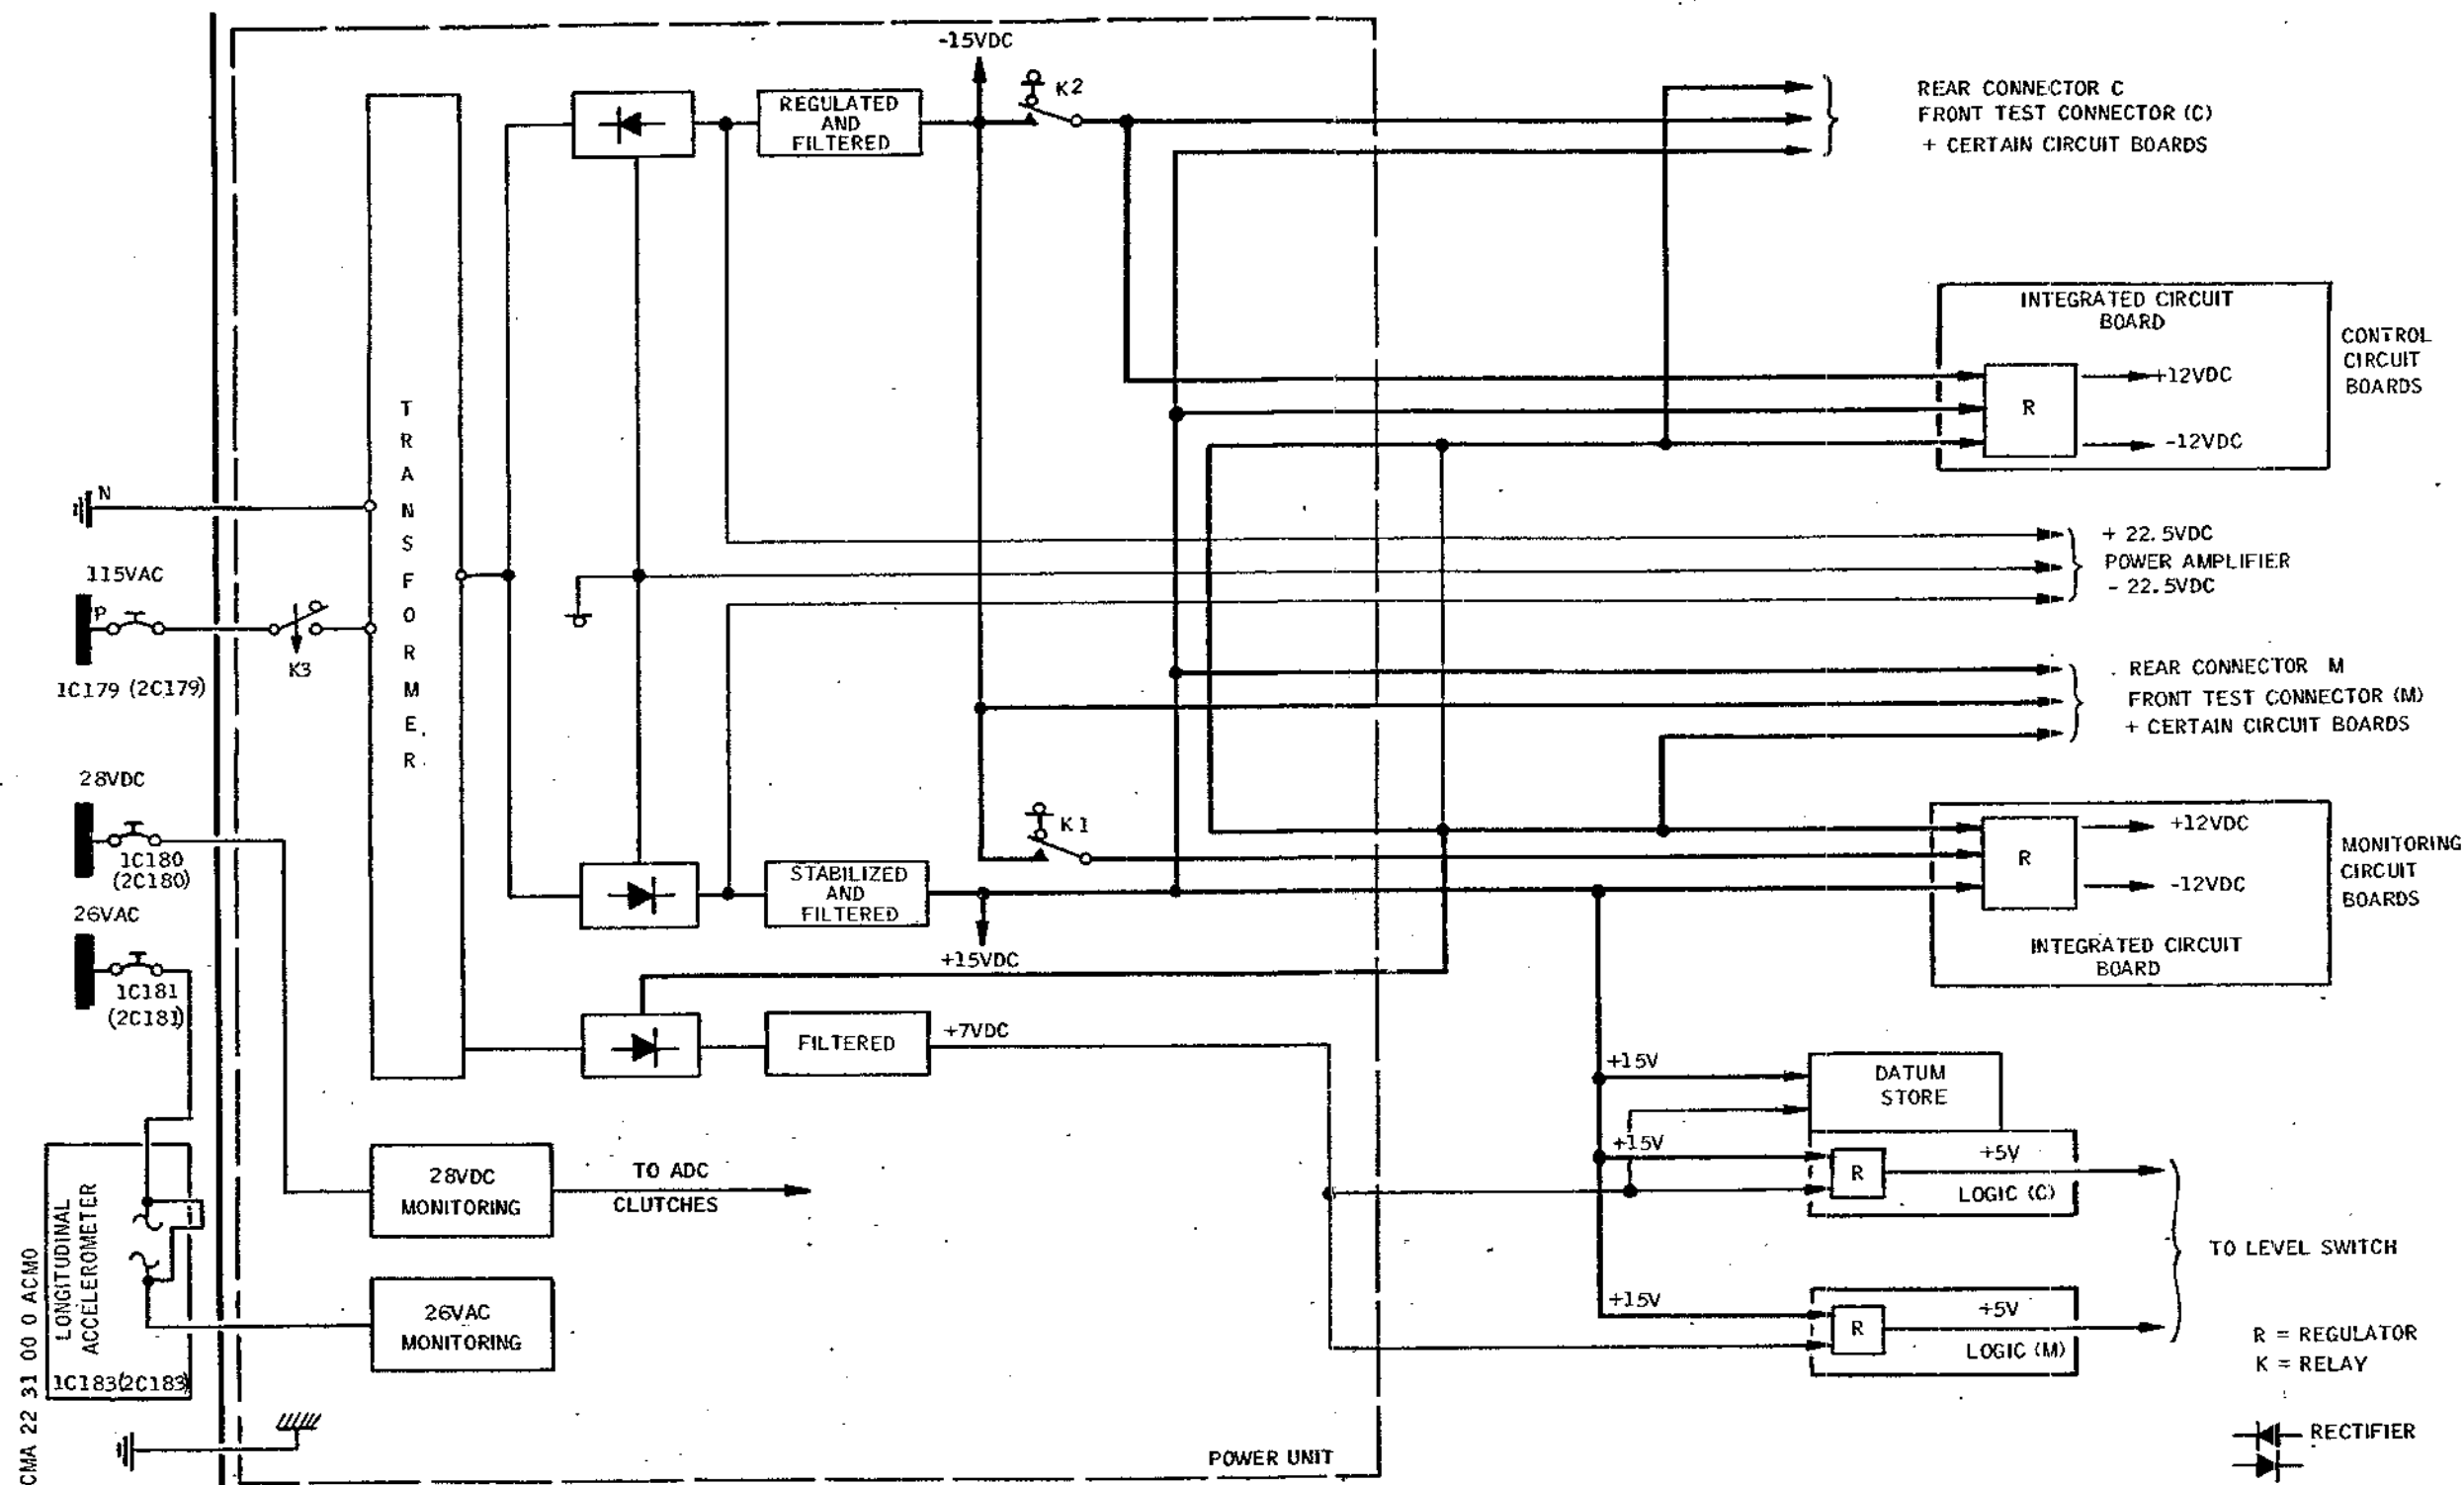 -15VDC
K2
REGULATED
AND
FILTERED
REAR CONNECTOR C
FRONT TEST CONNECTOR (C)
+ CERTAIN CIRCUIT BOARDS
INTEGRATED CIRCUIT
BOARD
R
+12VDC
-12VDC
CONTROL
CIRCUIT
BOARDS
TRANSFORMER
N
115VAC
P
K3
1C179 (2C179)
+ 22.5VDC
POWER AMPLIFIER
- 22.5VDC
REAR CONNECTOR M
FRONT TEST CONNECTOR (M)
+ CERTAIN CIRCUIT BOARDS
28VDC
1C180
(2C180)
K1
STABILIZED
AND
FILTERED
+15VDC
R
+12VDC
-12VDC
INTEGRATED CIRCUIT
BOARD
MONITORING
CIRCUIT
BOARDS
26VAC
1C181
(2C181)
FILTERED
+7VDC
+15V
DATUM
STORE
+15V
R
+5V
LOGIC (C)
28VDC
MONITORING
TO ADC
CLUTCHES
TO LEVEL SWITCH
LONGITUDINAL
ACCELEROMETER
1C183(2C183)
26VAC
MONITORING
+15V
R
+5V
LOGIC (M)
R = REGULATOR
K = RELAY
RECTIFIER
POWER UNIT
CMA 22 31 00 0 ACM0